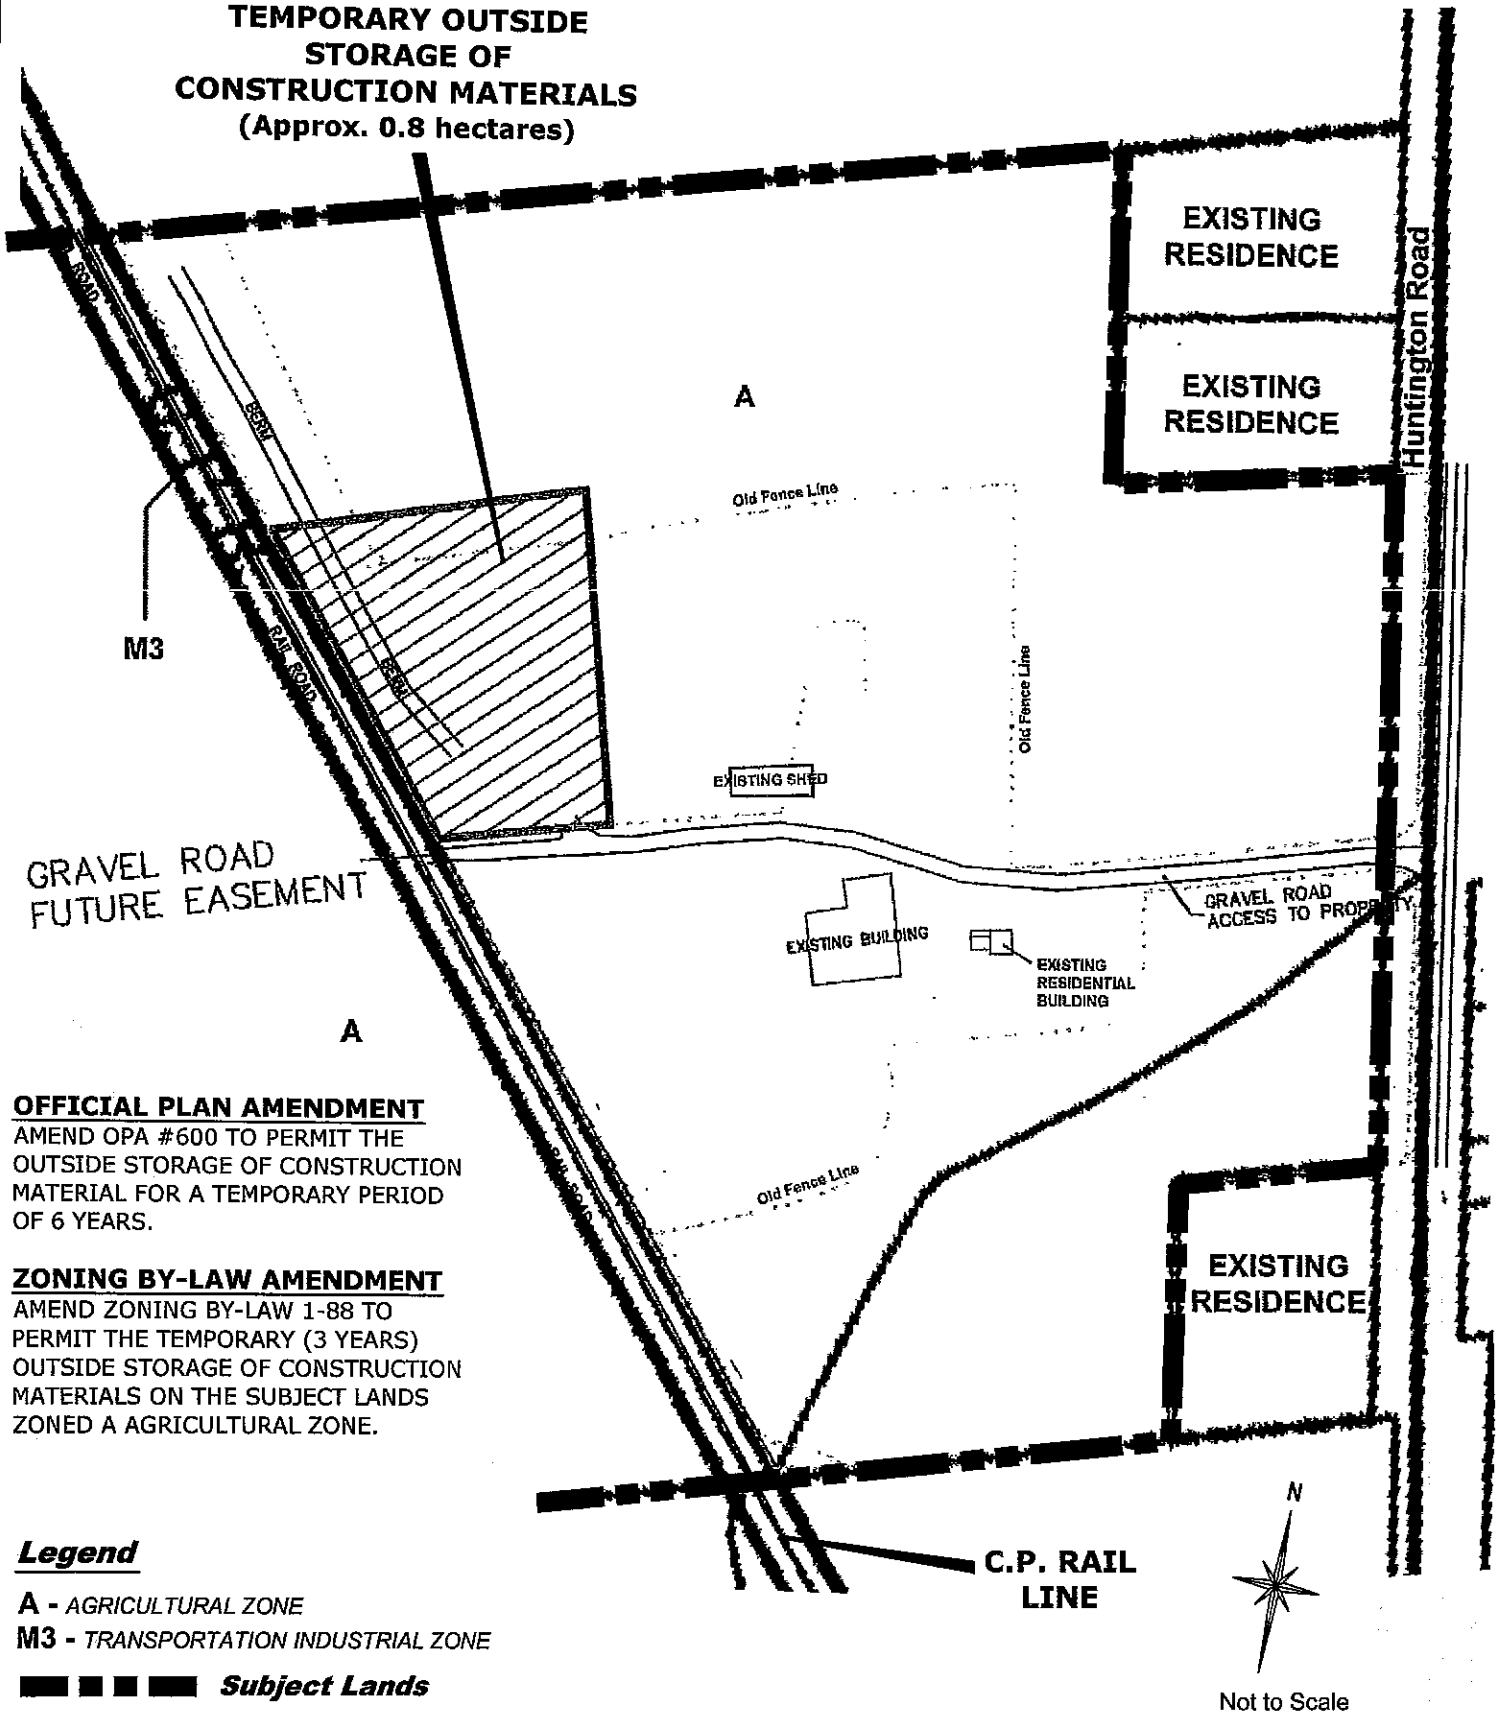 TEMPORARY OUTSIDE
STORAGE OF
CONSTRUCTION MATERIALS
(Approx. 0.8 hectares)
EXISTING
RESIDENCE
Huntington Road
ROAD
EXISTING
RESIDENCE
A
BERM
Old Fence Line
M3
RAIL ROAD
BERM
Old Fence Line
EXISTING SHED
GRAVEL ROAD
FUTURE EASEMENT
GRAVEL ROAD
ACCESS TO PROPERTY
EXISTING BUILDING
EXISTING
RESIDENTIAL
BUILDING
A
OFFICIAL PLAN AMENDMENT
AMEND OPA #600 TO PERMIT THE
OUTSIDE STORAGE OF CONSTRUCTION
MATERIAL FOR A TEMPORARY PERIOD
OF 6 YEARS.
RAIL ROAD
Old Fence Line
ZONING BY-LAW AMENDMENT
AMEND ZONING BY-LAW 1-88 TO
PERMIT THE TEMPORARY (3 YEARS)
OUTSIDE STORAGE OF CONSTRUCTION
MATERIALS ON THE SUBJECT LANDS
ZONED A AGRICULTURAL ZONE.
EXISTING
RESIDENCE
N
C.P. RAIL
LINE
Legend
A - AGRICULTURAL ZONE
M3 - TRANSPORTATION INDUSTRIAL ZONE
Subject Lands
Not to Scale